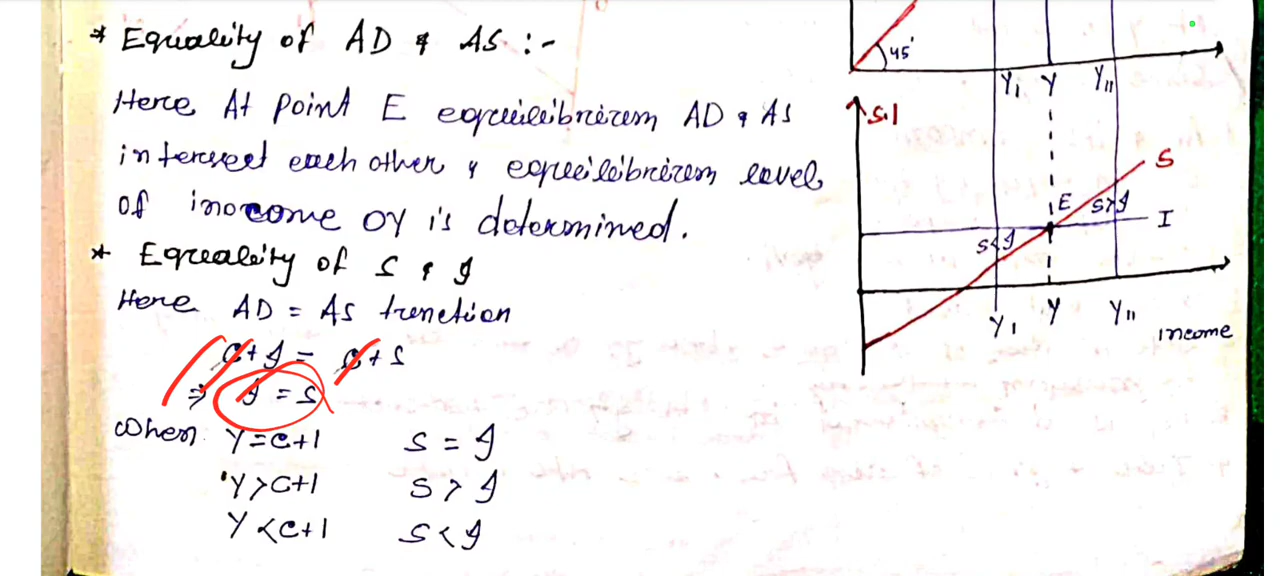 * Equality of AD & AS :-
Here At point E equilibrium AD & AS
intersect each other & equilibrium level
of income OY is determined.
* Equality of S & I
Here AD = AS function
C + I = C + S
⇒ I = S
When Y = C + I S = I
Y > C + I S > I
Y < C + I S < I
45°
Y₁ Y Y₁₁
S.I
S
E S>I
I
S<I
Y₁ Y Y₁₁
income